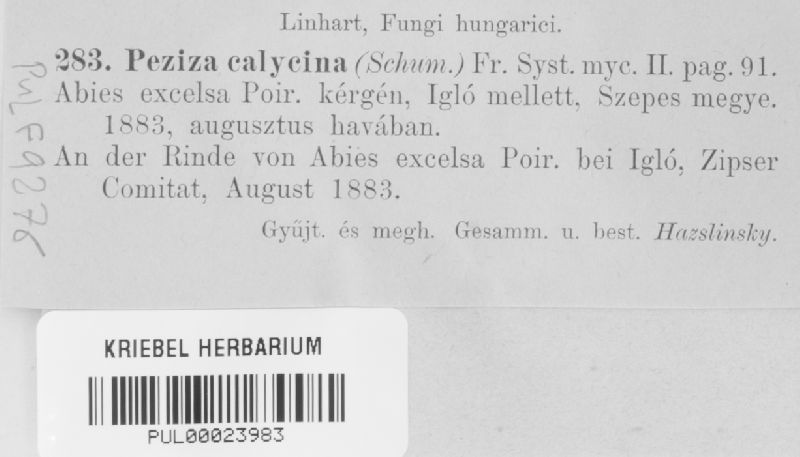 Linhart, Fungi hungarici.
283. Peziza calycina (Schum.) Fr. Syst. myc. II. pag. 91.
Abies excelsa Poir. kérgén, Igló mellett, Szepes megye.
1883, augusztus havában.
An der Rinde von Abies excelsa Poir. bei Igló, Zipser
Comitat, August 1883.
Gyűjt. és megh. Gesamm. u. best. Hazslinsky.
PUL F9276
KRIEBEL HERBARIUM
PUL00023983